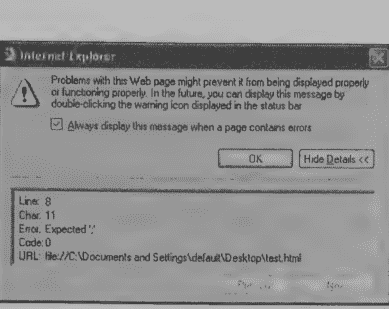 Internet Explorer
Problems with this Web page might prevent it from being displayed properly
or functioning properly. In the future, you can display this message by
double-clicking the warning icon displayed in the status bar
Always display this message when a page contains errors
OK
Hide Details <<
Line: 8
Char: 11
Error: Expected ';'
Code: 0
URL: file://C:\Documents and Settings\default\Desktop\test.html